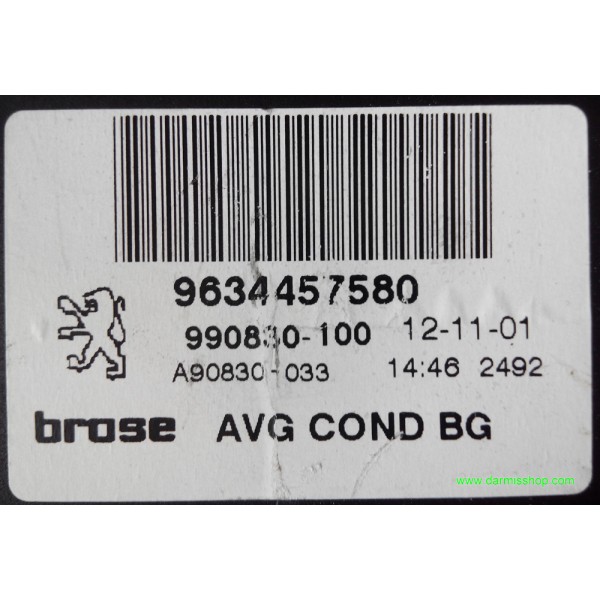 9634457580
990830-100 12-11-01
A90830-033 14:46 2492
brose AVG COND BG
www.darmisshop.com